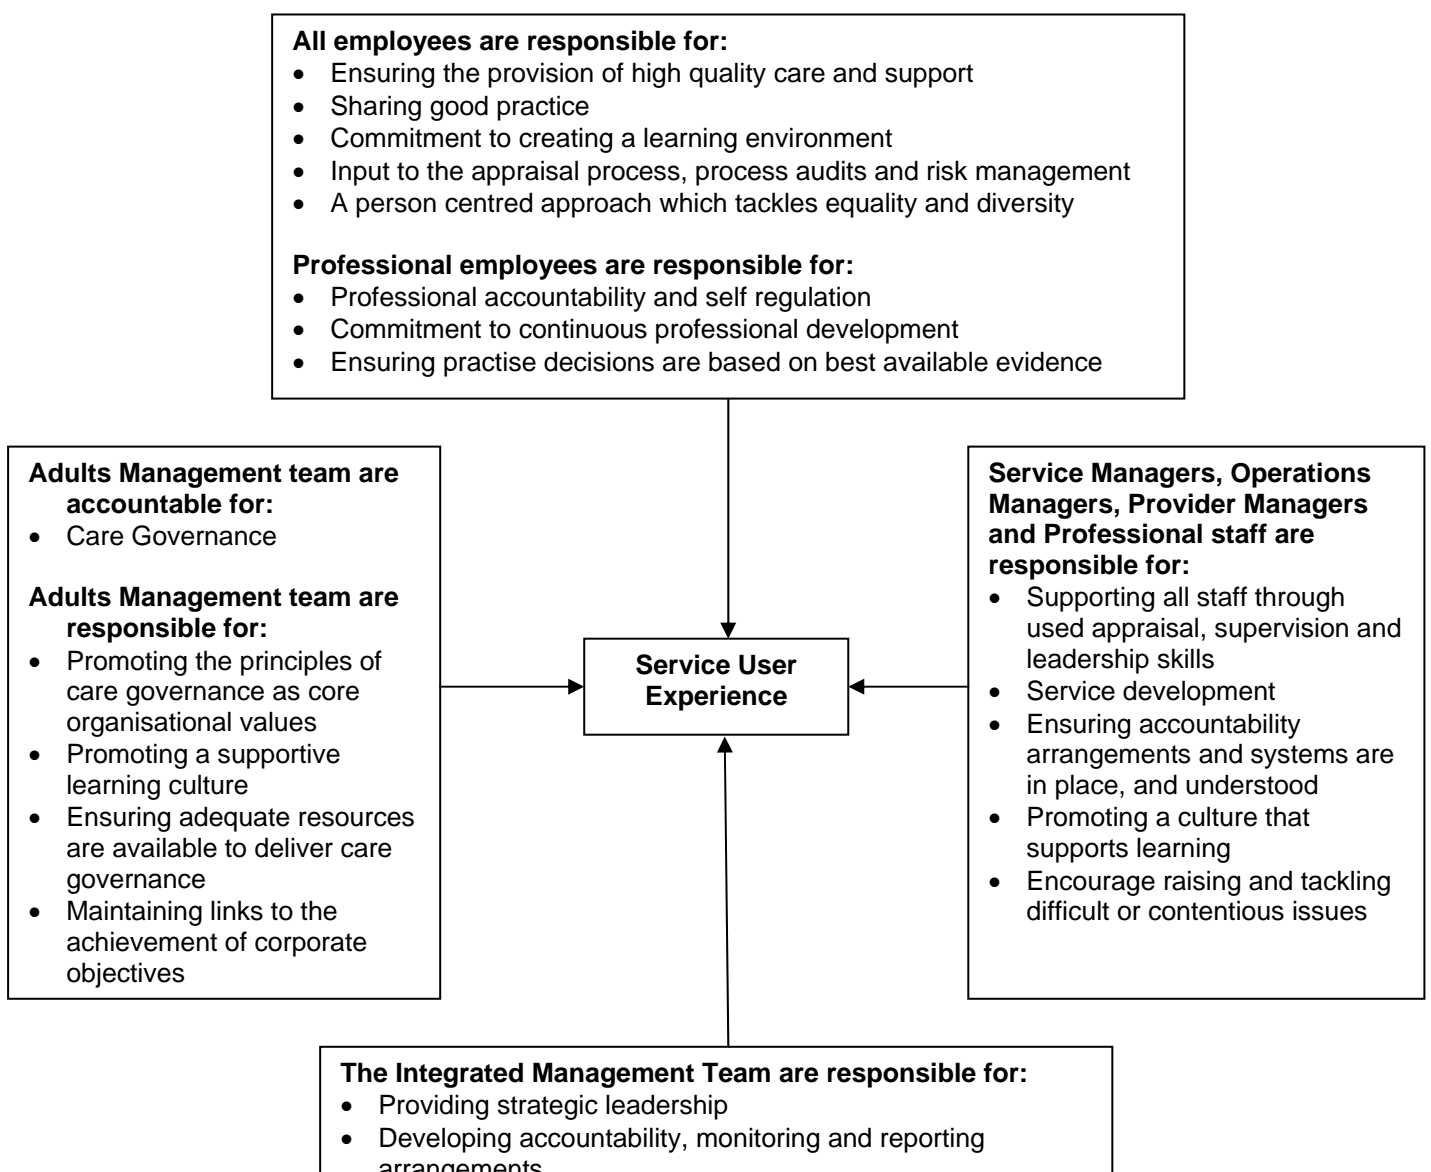 All employees are responsible for:
• Ensuring the provision of high quality care and support
• Sharing good practice
• Commitment to creating a learning environment
• Input to the appraisal process, process audits and risk management
• A person centred approach which tackles equality and diversity
Professional employees are responsible for:
• Professional accountability and self regulation
• Commitment to continuous professional development
• Ensuring practise decisions are based on best available evidence
Adults Management team are
accountable for:
• Care Governance
Adults Management team are
responsible for:
• Promoting the principles of
care governance as core
organisational values
• Promoting a supportive
learning culture
• Ensuring adequate resources
are available to deliver care
governance
• Maintaining links to the
achievement of corporate
objectives
Service User
Experience
Service Managers, Operations
Managers, Provider Managers
and Professional staff are
responsible for:
• Supporting all staff through
used appraisal, supervision and
leadership skills
• Service development
• Ensuring accountability
arrangements and systems are
in place, and understood
• Promoting a culture that
supports learning
• Encourage raising and tackling
difficult or contentious issues
The Integrated Management Team are responsible for:
• Providing strategic leadership
• Developing accountability, monitoring and reporting
arrangements